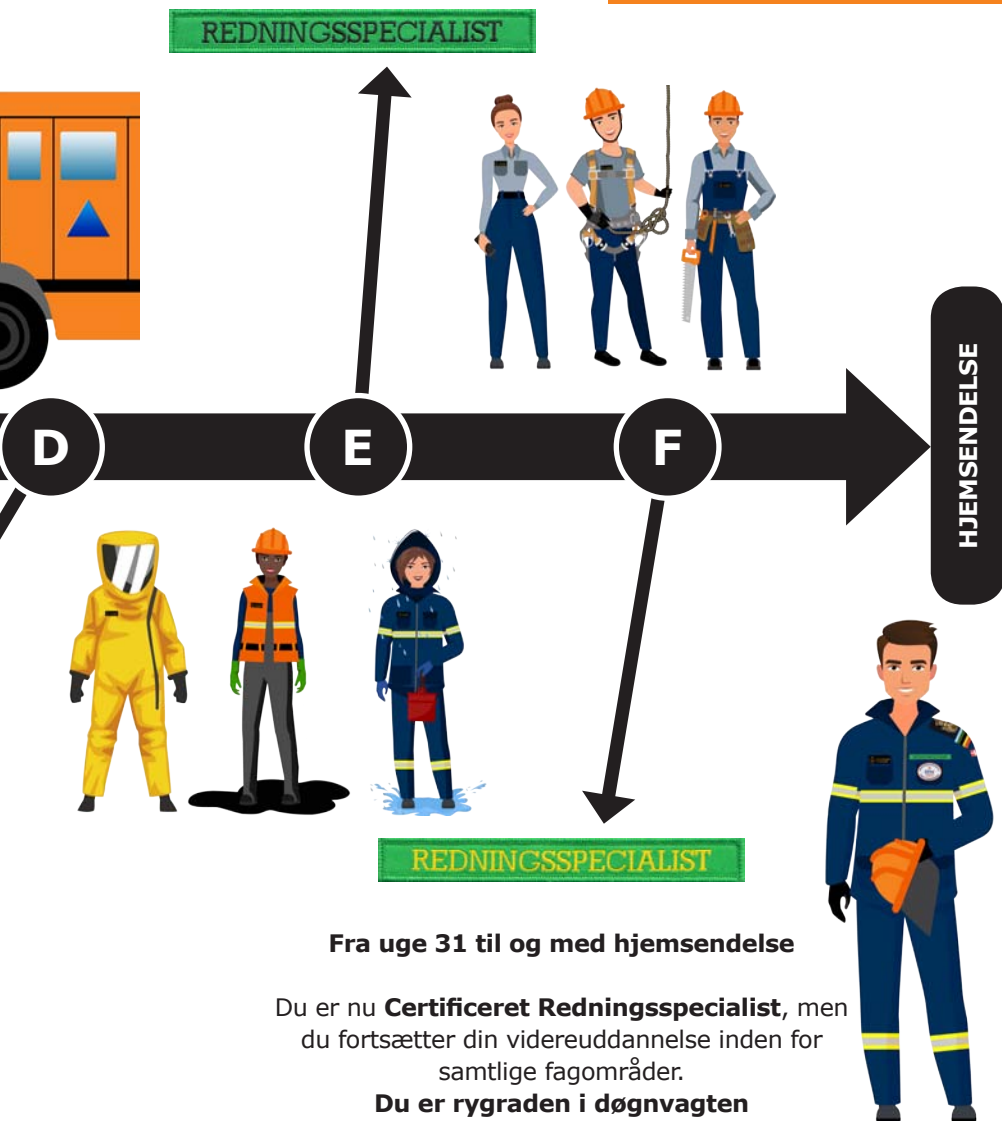 REDNINGSSPECIALIST
D
E
F
HJEMSENDELSE
REDNINGSSPECIALIST
Fra uge 31 til og med hjemsendelse
Du er nu Certificeret Redningsspecialist, men
du fortsætter din videreuddannelse inden for
samtlige fagområder.
Du er rygraden i døgnvagten